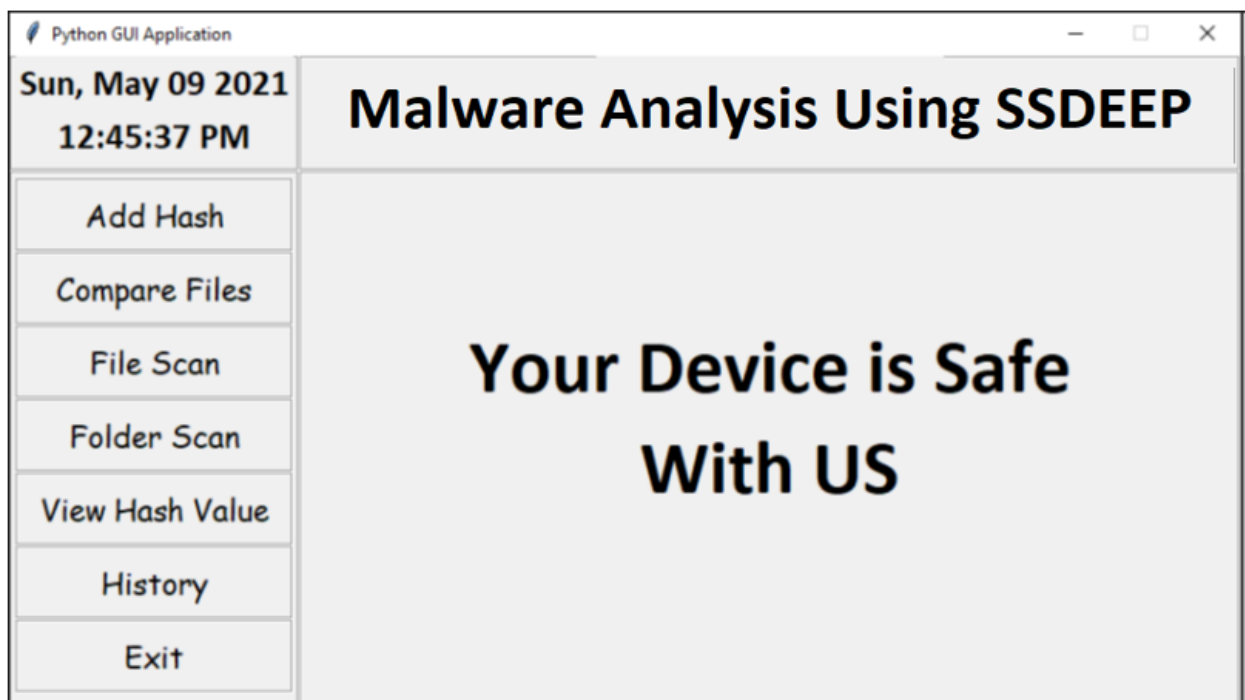 Python GUI Application
Sun, May 09 2021
12:45:37 PM
Malware Analysis Using SSDEEP
Add Hash
Compare Files
File Scan
Folder Scan
View Hash Value
History
Exit
Your Device is Safe
With US